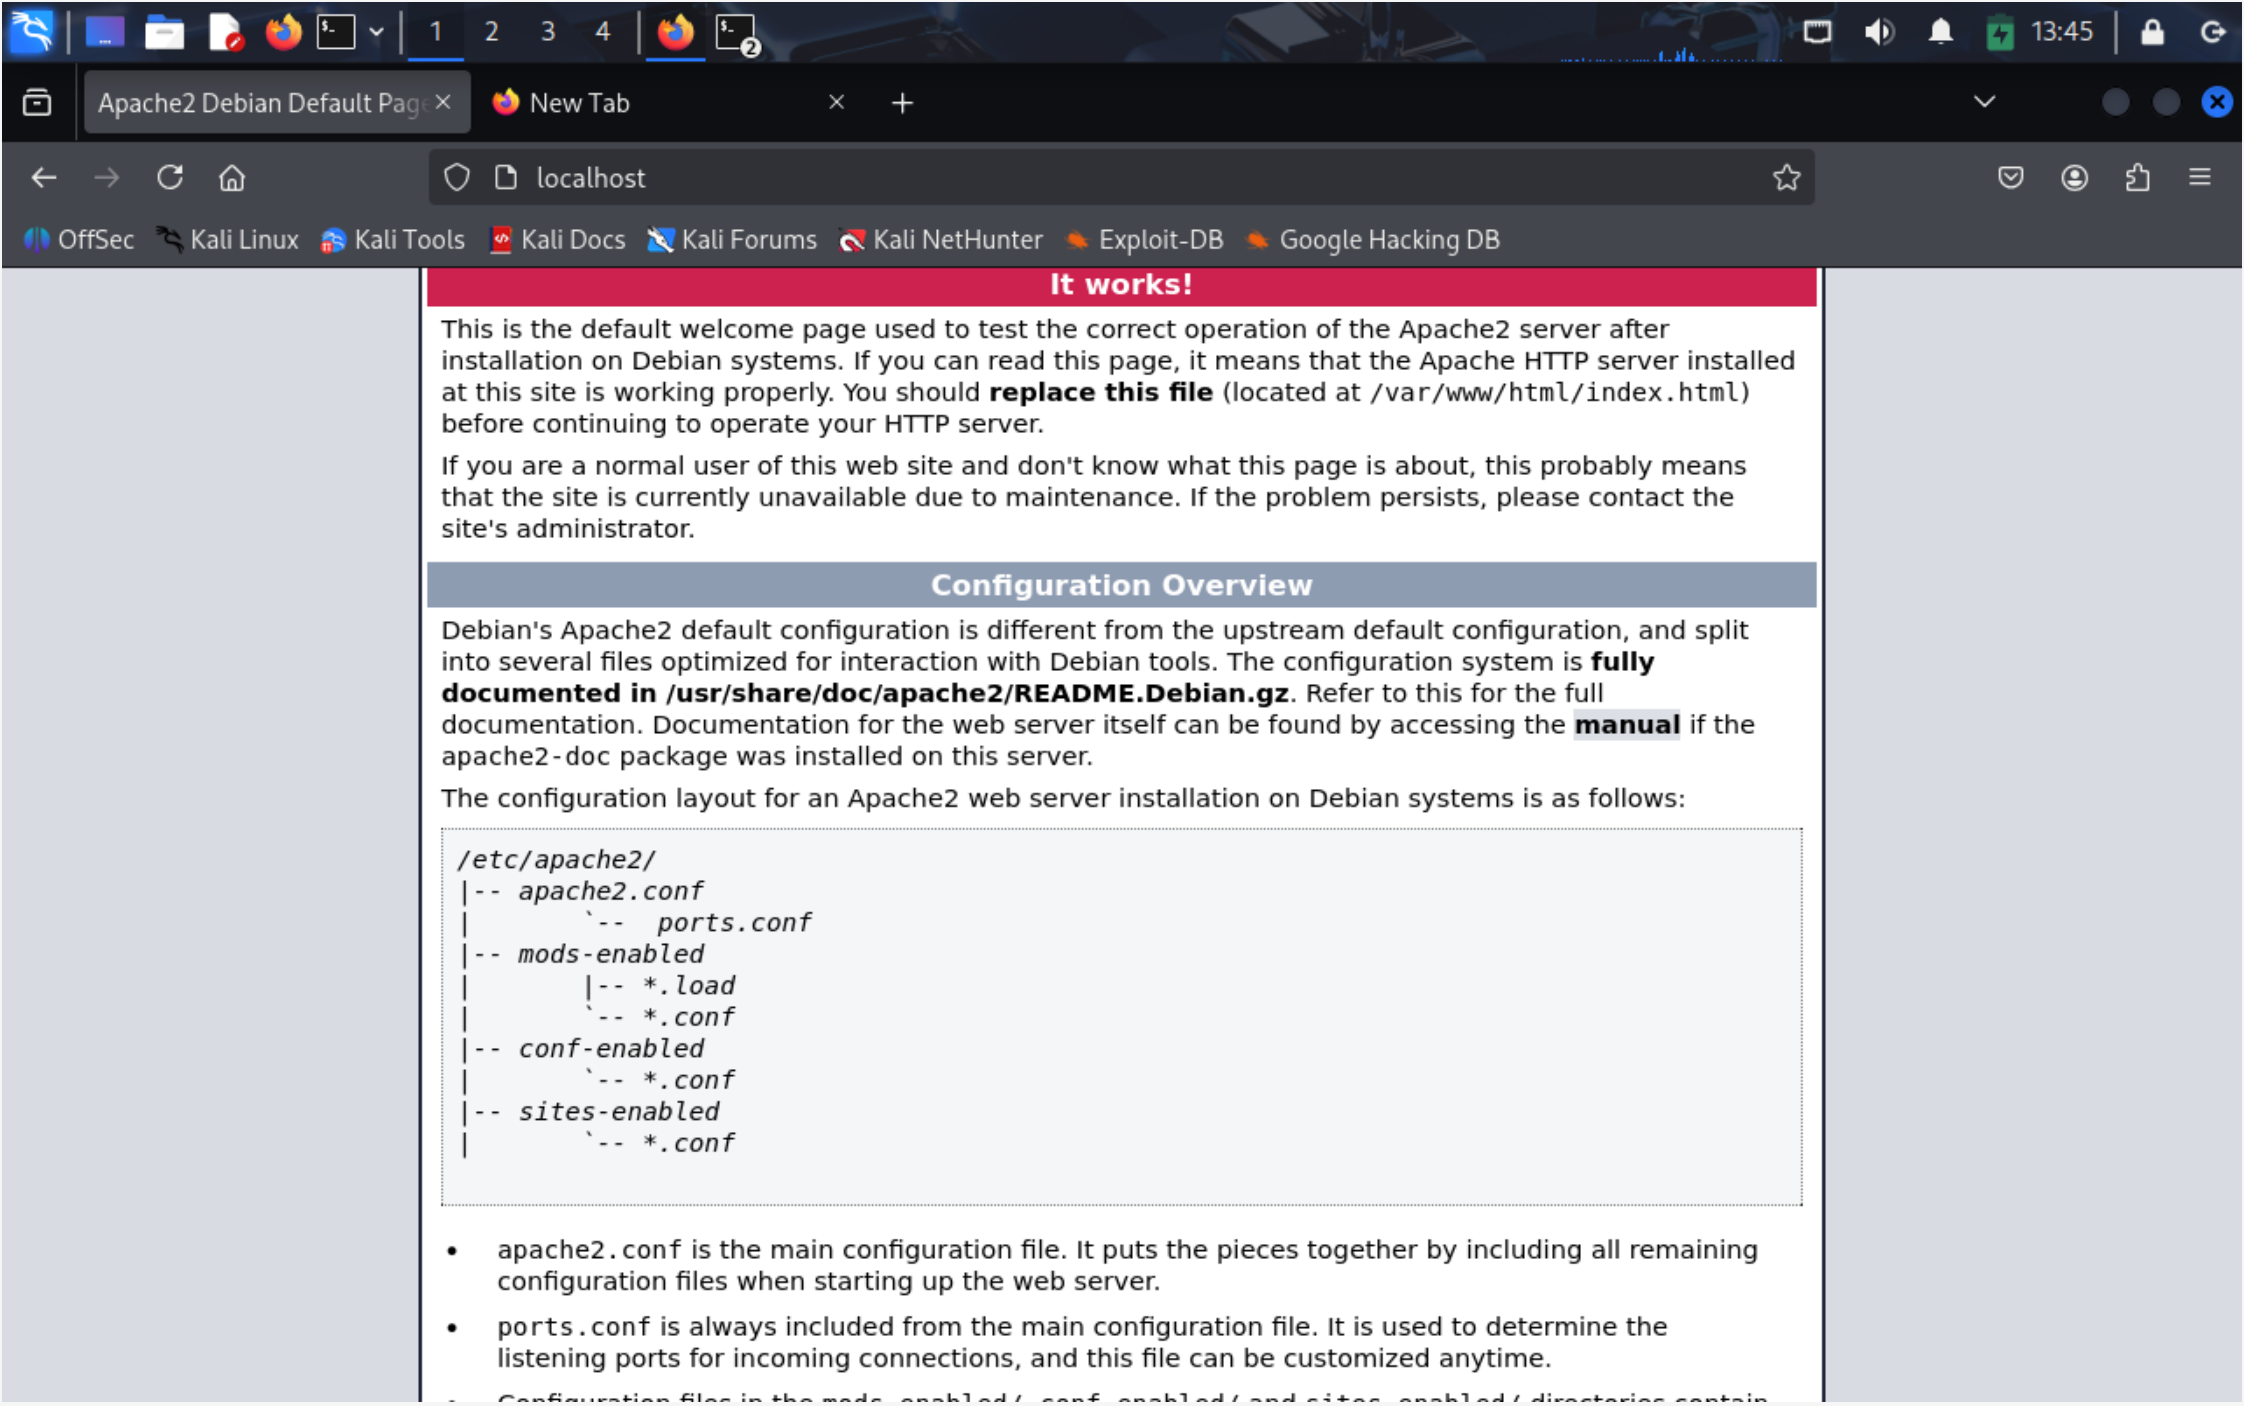 1 2 3 4 2 13:45
Apache2 Debian Default Page New Tab
localhost
OffSec Kali Linux Kali Tools Kali Docs Kali Forums Kali NetHunter Exploit-DB Google Hacking DB
It works!
This is the default welcome page used to test the correct operation of the Apache2 server after
installation on Debian systems. If you can read this page, it means that the Apache HTTP server installed
at this site is working properly. You should replace this file (located at /var/www/html/index.html)
before continuing to operate your HTTP server.
If you are a normal user of this web site and don't know what this page is about, this probably means
that the site is currently unavailable due to maintenance. If the problem persists, please contact the
site's administrator.
Configuration Overview
Debian's Apache2 default configuration is different from the upstream default configuration, and split
into several files optimized for interaction with Debian tools. The configuration system is fully
documented in /usr/share/doc/apache2/README.Debian.gz. Refer to this for the full
documentation. Documentation for the web server itself can be found by accessing the manual if the
apache2-doc package was installed on this server.
The configuration layout for an Apache2 web server installation on Debian systems is as follows:
/etc/apache2/
|-- apache2.conf
|       `--  ports.conf
|-- mods-enabled
|       |-- *.load
|       `-- *.conf
|-- conf-enabled
|       `-- *.conf
|-- sites-enabled
|       `-- *.conf
• apache2.conf is the main configuration file. It puts the pieces together by including all remaining
configuration files when starting up the web server.
• ports.conf is always included from the main configuration file. It is used to determine the
listening ports for incoming connections, and this file can be customized anytime.
• Configuration files in the mods-enabled/, conf-enabled/ and sites-enabled/ directories contain